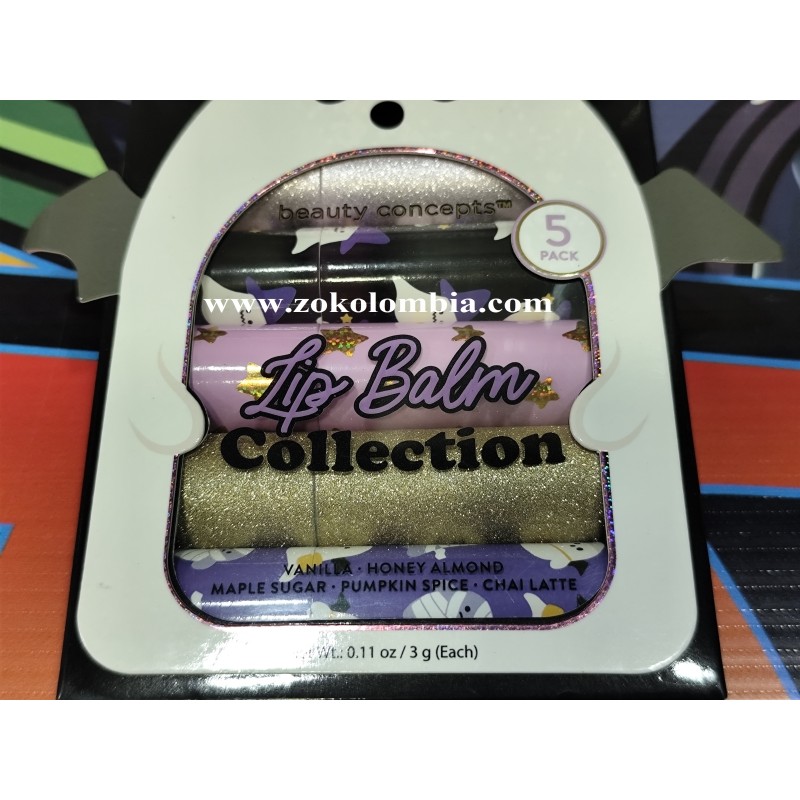 beauty concepts™
5
PACK
www.zokolombia.com
Lip Balm
Collection
VANILLA · HONEY ALMOND
MAPLE SUGAR · PUMPKIN SPICE · CHAI LATTE
Wt.: 0.11 oz / 3 g (Each)